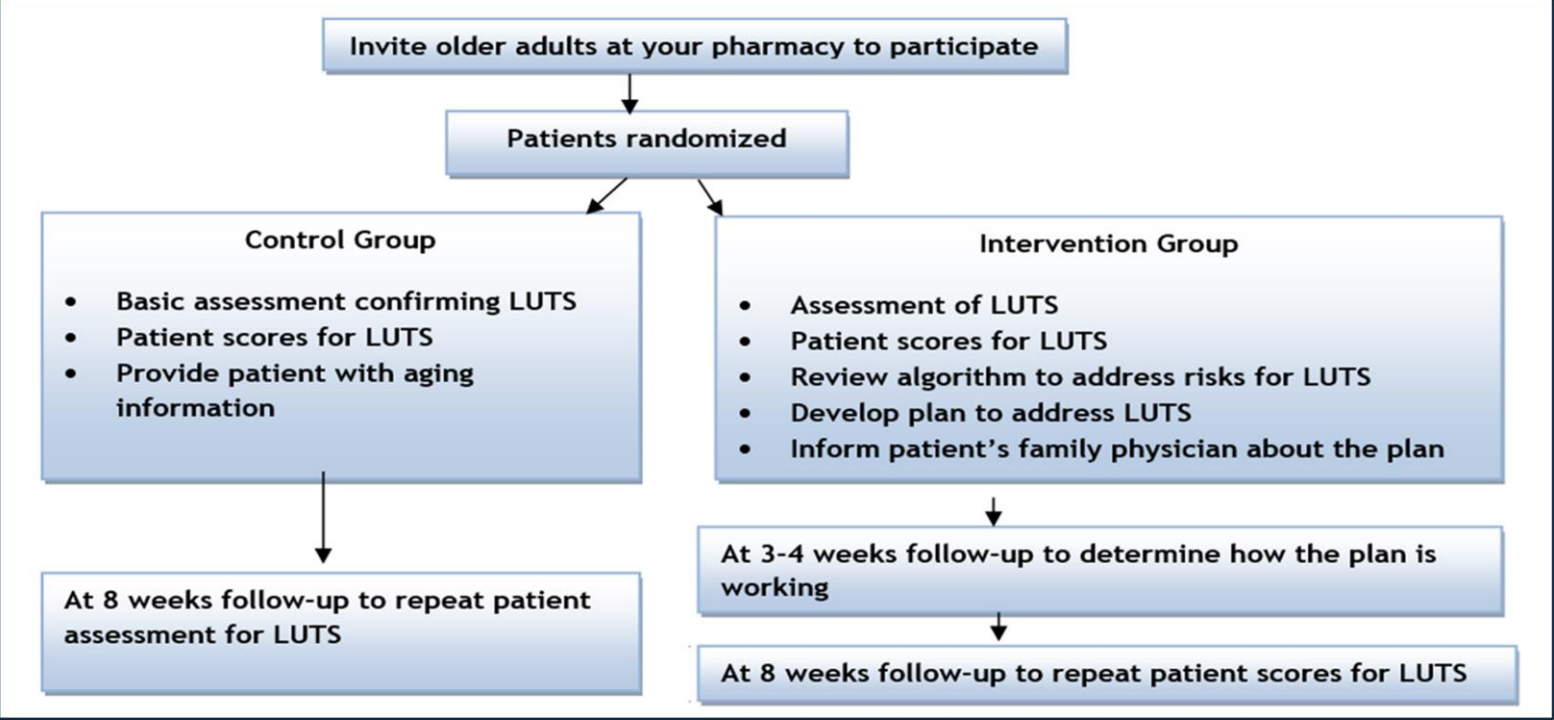 Invite older adults at your pharmacy to participate
Patients randomized
Control Group
• Basic assessment confirming LUTS
• Patient scores for LUTS
• Provide patient with aging
information
At 8 weeks follow-up to repeat patient
assessment for LUTS
Intervention Group
• Assessment of LUTS
• Patient scores for LUTS
• Review algorithm to address risks for LUTS
• Develop plan to address LUTS
• Inform patient’s family physician about the plan
At 3-4 weeks follow-up to determine how the plan is
working
At 8 weeks follow-up to repeat patient scores for LUTS